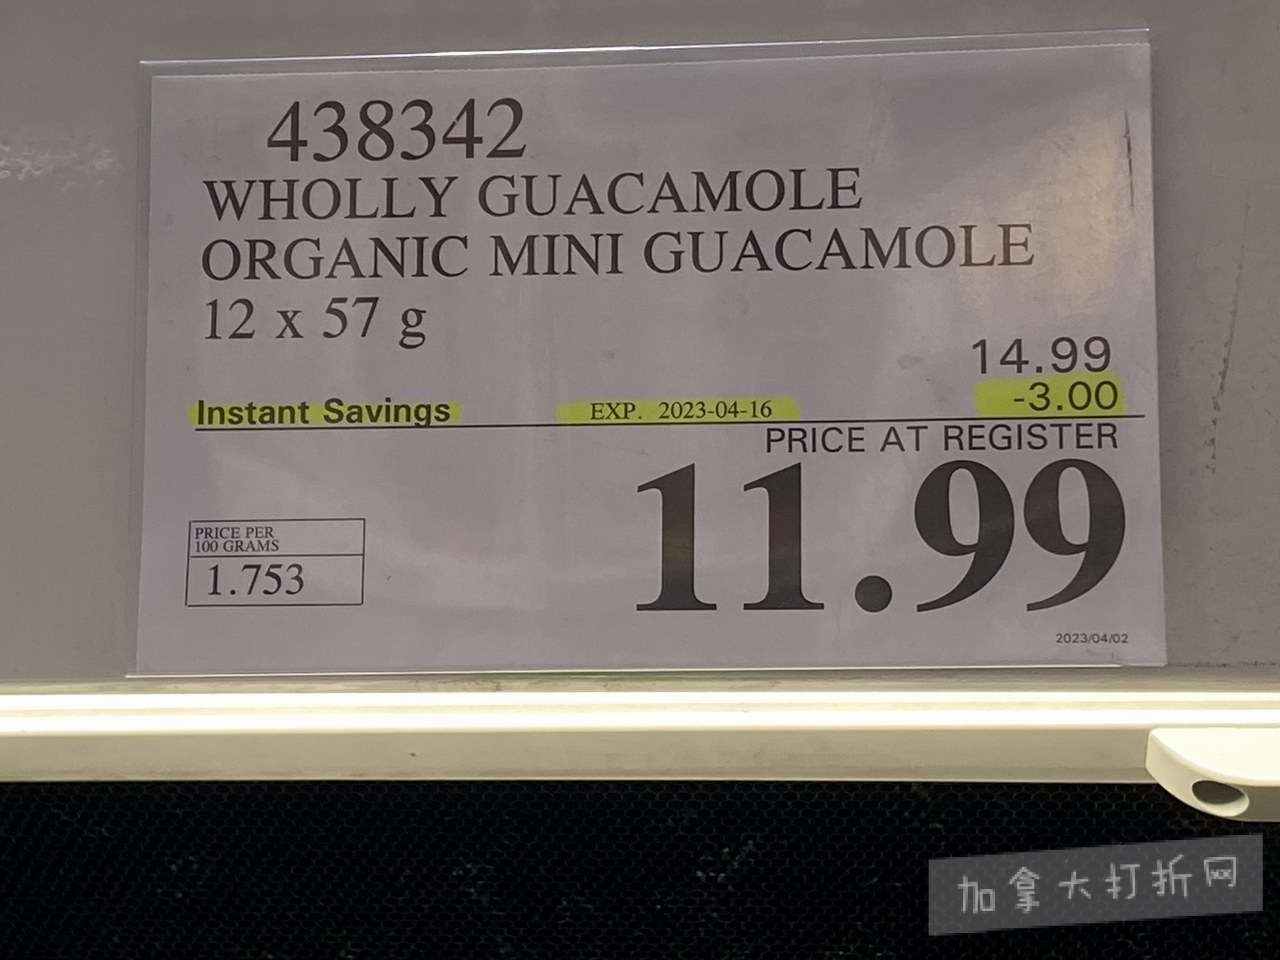 438342
WHOLLY GUACAMOLE
ORGANIC MINI GUACAMOLE
12 x 57 g
14.99
Instant Savings EXP. 2023-04-16 -3.00
PRICE AT REGISTER
11.99
PRICE PER
100 GRAMS
1.753
2023/04/02
加拿大打折网